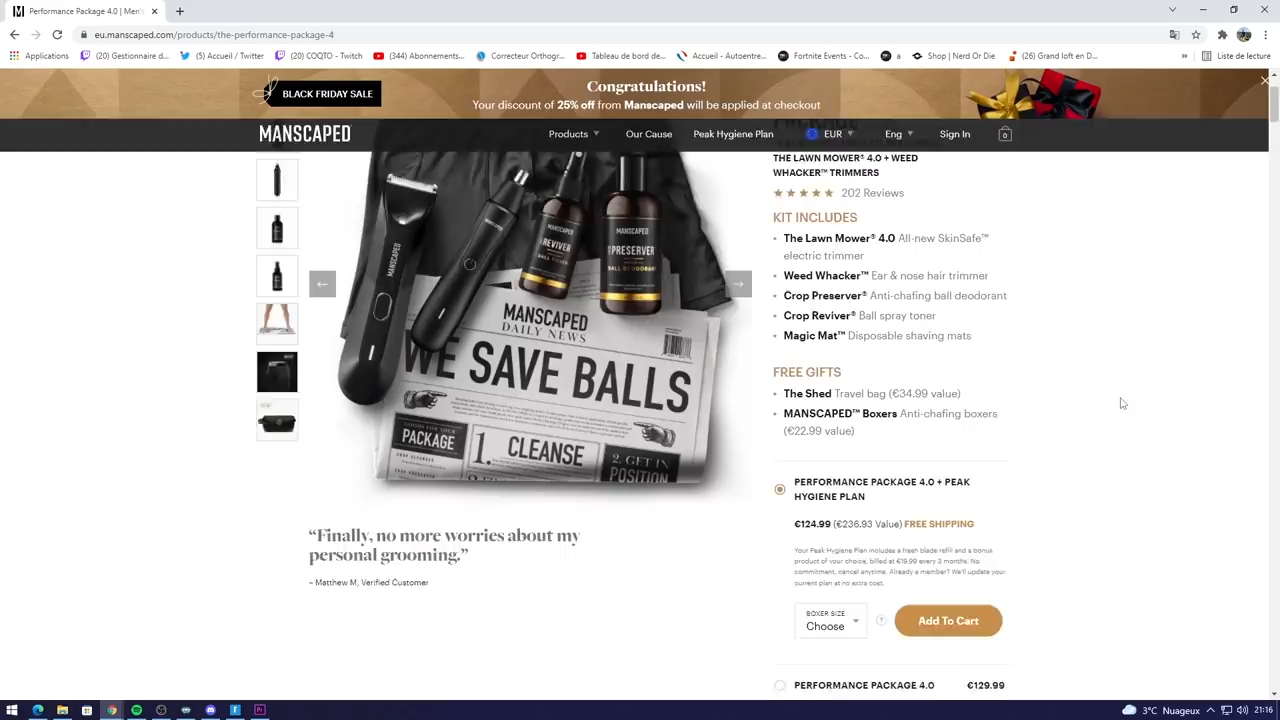 Performance Package 4.0 | Men's
eu.manscaped.com/products/the-performance-package-4
Applications
(20) Gestionnaire d...
(5) Accueil / Twitter
(20) COQTO - Twitch
(344) Abonnements...
Correcteur Orthogr...
Tableau de bord de...
Accueil - Autoentre...
Fortnite Events - Co...
a
Shop | Nerd Or Die
(26) Grand loft en D...
»
Liste de lecture
BLACK FRIDAY SALE
Congratulations!
Your discount of 25% off from Manscaped will be applied at checkout
MANSCAPED
Products
Our Cause
Peak Hygiene Plan
EUR
Eng
Sign In
0
THE LAWN MOWER® 4.0 + WEED
WHACKER™ TRIMMERS
202 Reviews
KIT INCLUDES
• The Lawn Mower® 4.0 All-new SkinSafe™
electric trimmer
• Weed Whacker™ Ear & nose hair trimmer
• Crop Preserver® Anti-chafing ball deodorant
• Crop Reviver® Ball spray toner
• Magic Mat™ Disposable shaving mats
FREE GIFTS
• The Shed Travel bag (€34.99 value)
• MANSCAPED™ Boxers Anti-chafing boxers
(€22.99 value)
PERFORMANCE PACKAGE 4.0 + PEAK
HYGIENE PLAN
€124.99 (€236.93 Value) FREE SHIPPING
Your Peak Hygiene Plan includes a fresh blade refill and a bonus
product of your choice, billed at €19.99 every 3 months. No
commitment, cancel anytime. Already a member? We'll update your
current plan at no extra cost.
BOXER SIZE
Choose
?
Add To Cart
PERFORMANCE PACKAGE 4.0 €129.99
MANSCAPED
REVIVER
BALL TONER
MANSCAPED
PRESERVER
BALL DEODORANT
MANSCAPED
DAILY NEWS
WE SAVE BALLS
PACKAGE
1. CLEANSE
2. GET IN
POSITION
“Finally, no more worries about my
personal grooming.”
– Matthew M, Verified Customer
3°C Nuageux
21:16